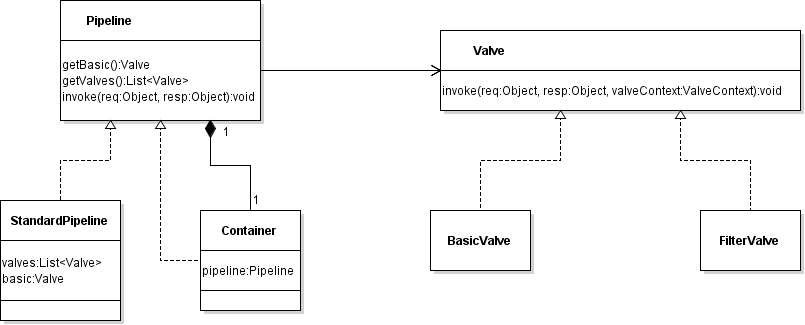 Pipeline
getBasic():Valve
getValves():List<Valve>
invoke(req:Object, resp:Object):void
Valve
invoke(req:Object, resp:Object, valveContext:ValveContext):void
1
1
StandardPipeline
valves:List<Valve>
basic:Valve
Container
pipeline:Pipeline
BasicValve
FilterValve